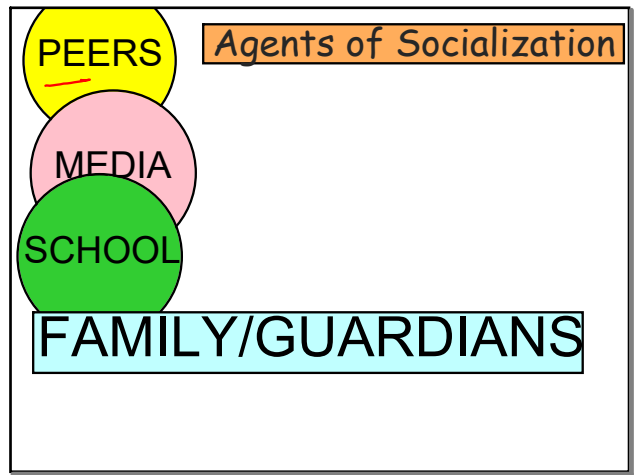 Agents of Socialization
PEERS
MEDIA
SCHOOL
FAMILY/GUARDIANS